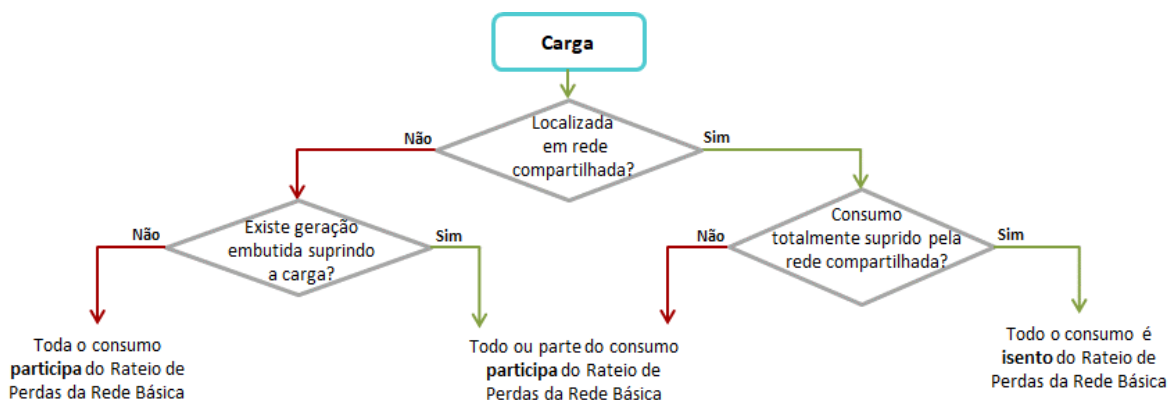 Carga
Localizada
em rede
compartilhada?
Não
Sim
Existe geração
embutida suprindo
a carga?
Não
Sim
Consumo
totalmente suprido pela
rede compartilhada?
Não
Sim
Toda o consumo
participa do Rateio de
Perdas da Rede Básica
Todo ou parte do consumo
participa do Rateio de
Perdas da Rede Básica
Todo o consumo é
isento do Rateio de
Perdas da Rede Básica